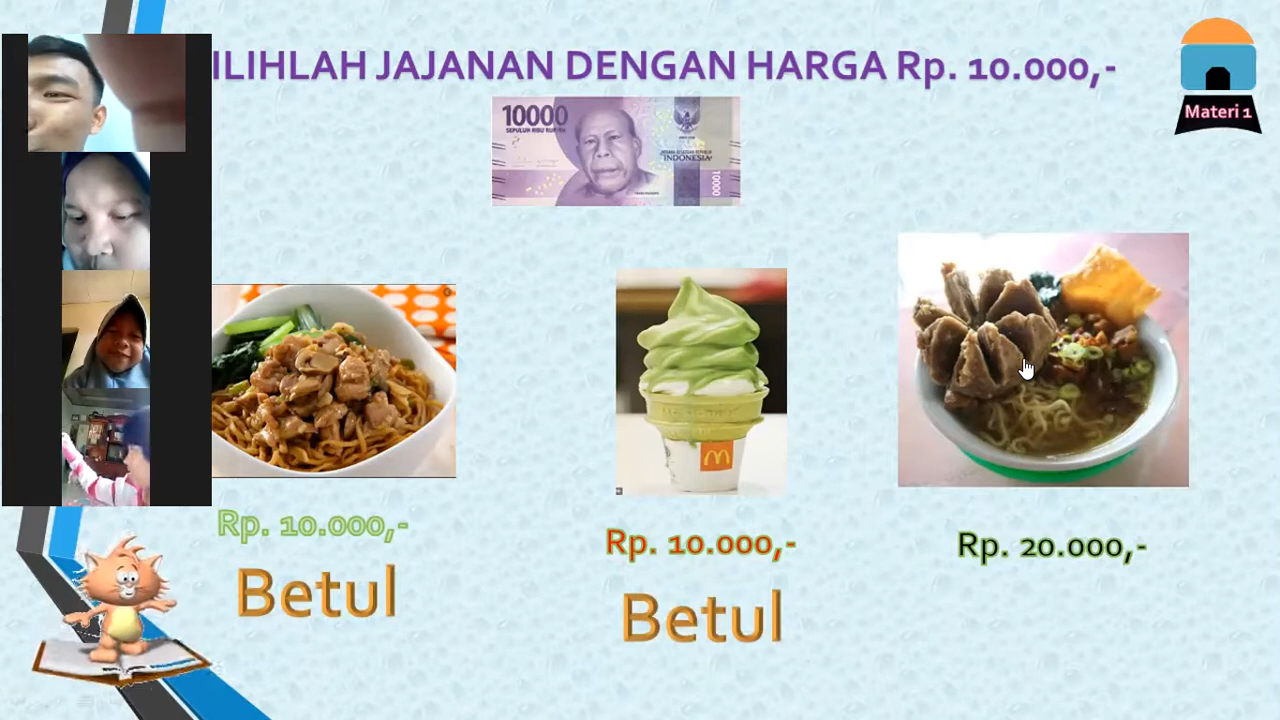 ILIHLAH JAJANAN DENGAN HARGA Rp. 10.000,-
Materi 1
10000
SEPULUH RIBU RUPIAH
INDONESIA
10000
Rp. 10.000,-
Betul
Rp. 10.000,-
Betul
Rp. 20.000,-